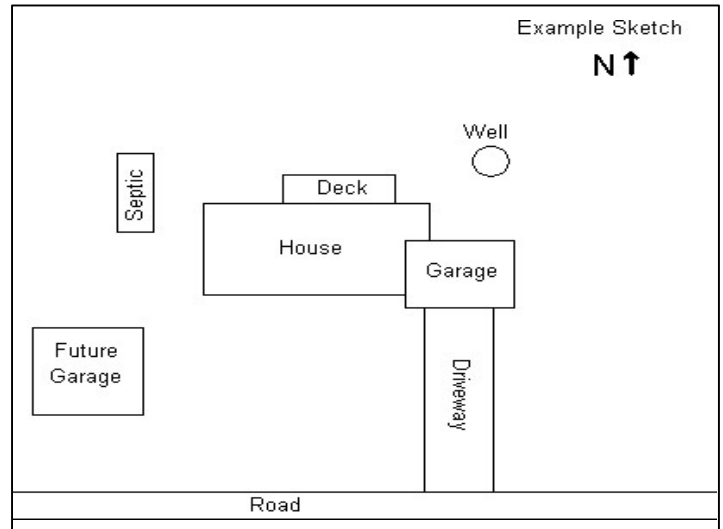 Example Sketch
N↑
Well
Septic
Deck
House
Garage
Future
Garage
Driveway
Road